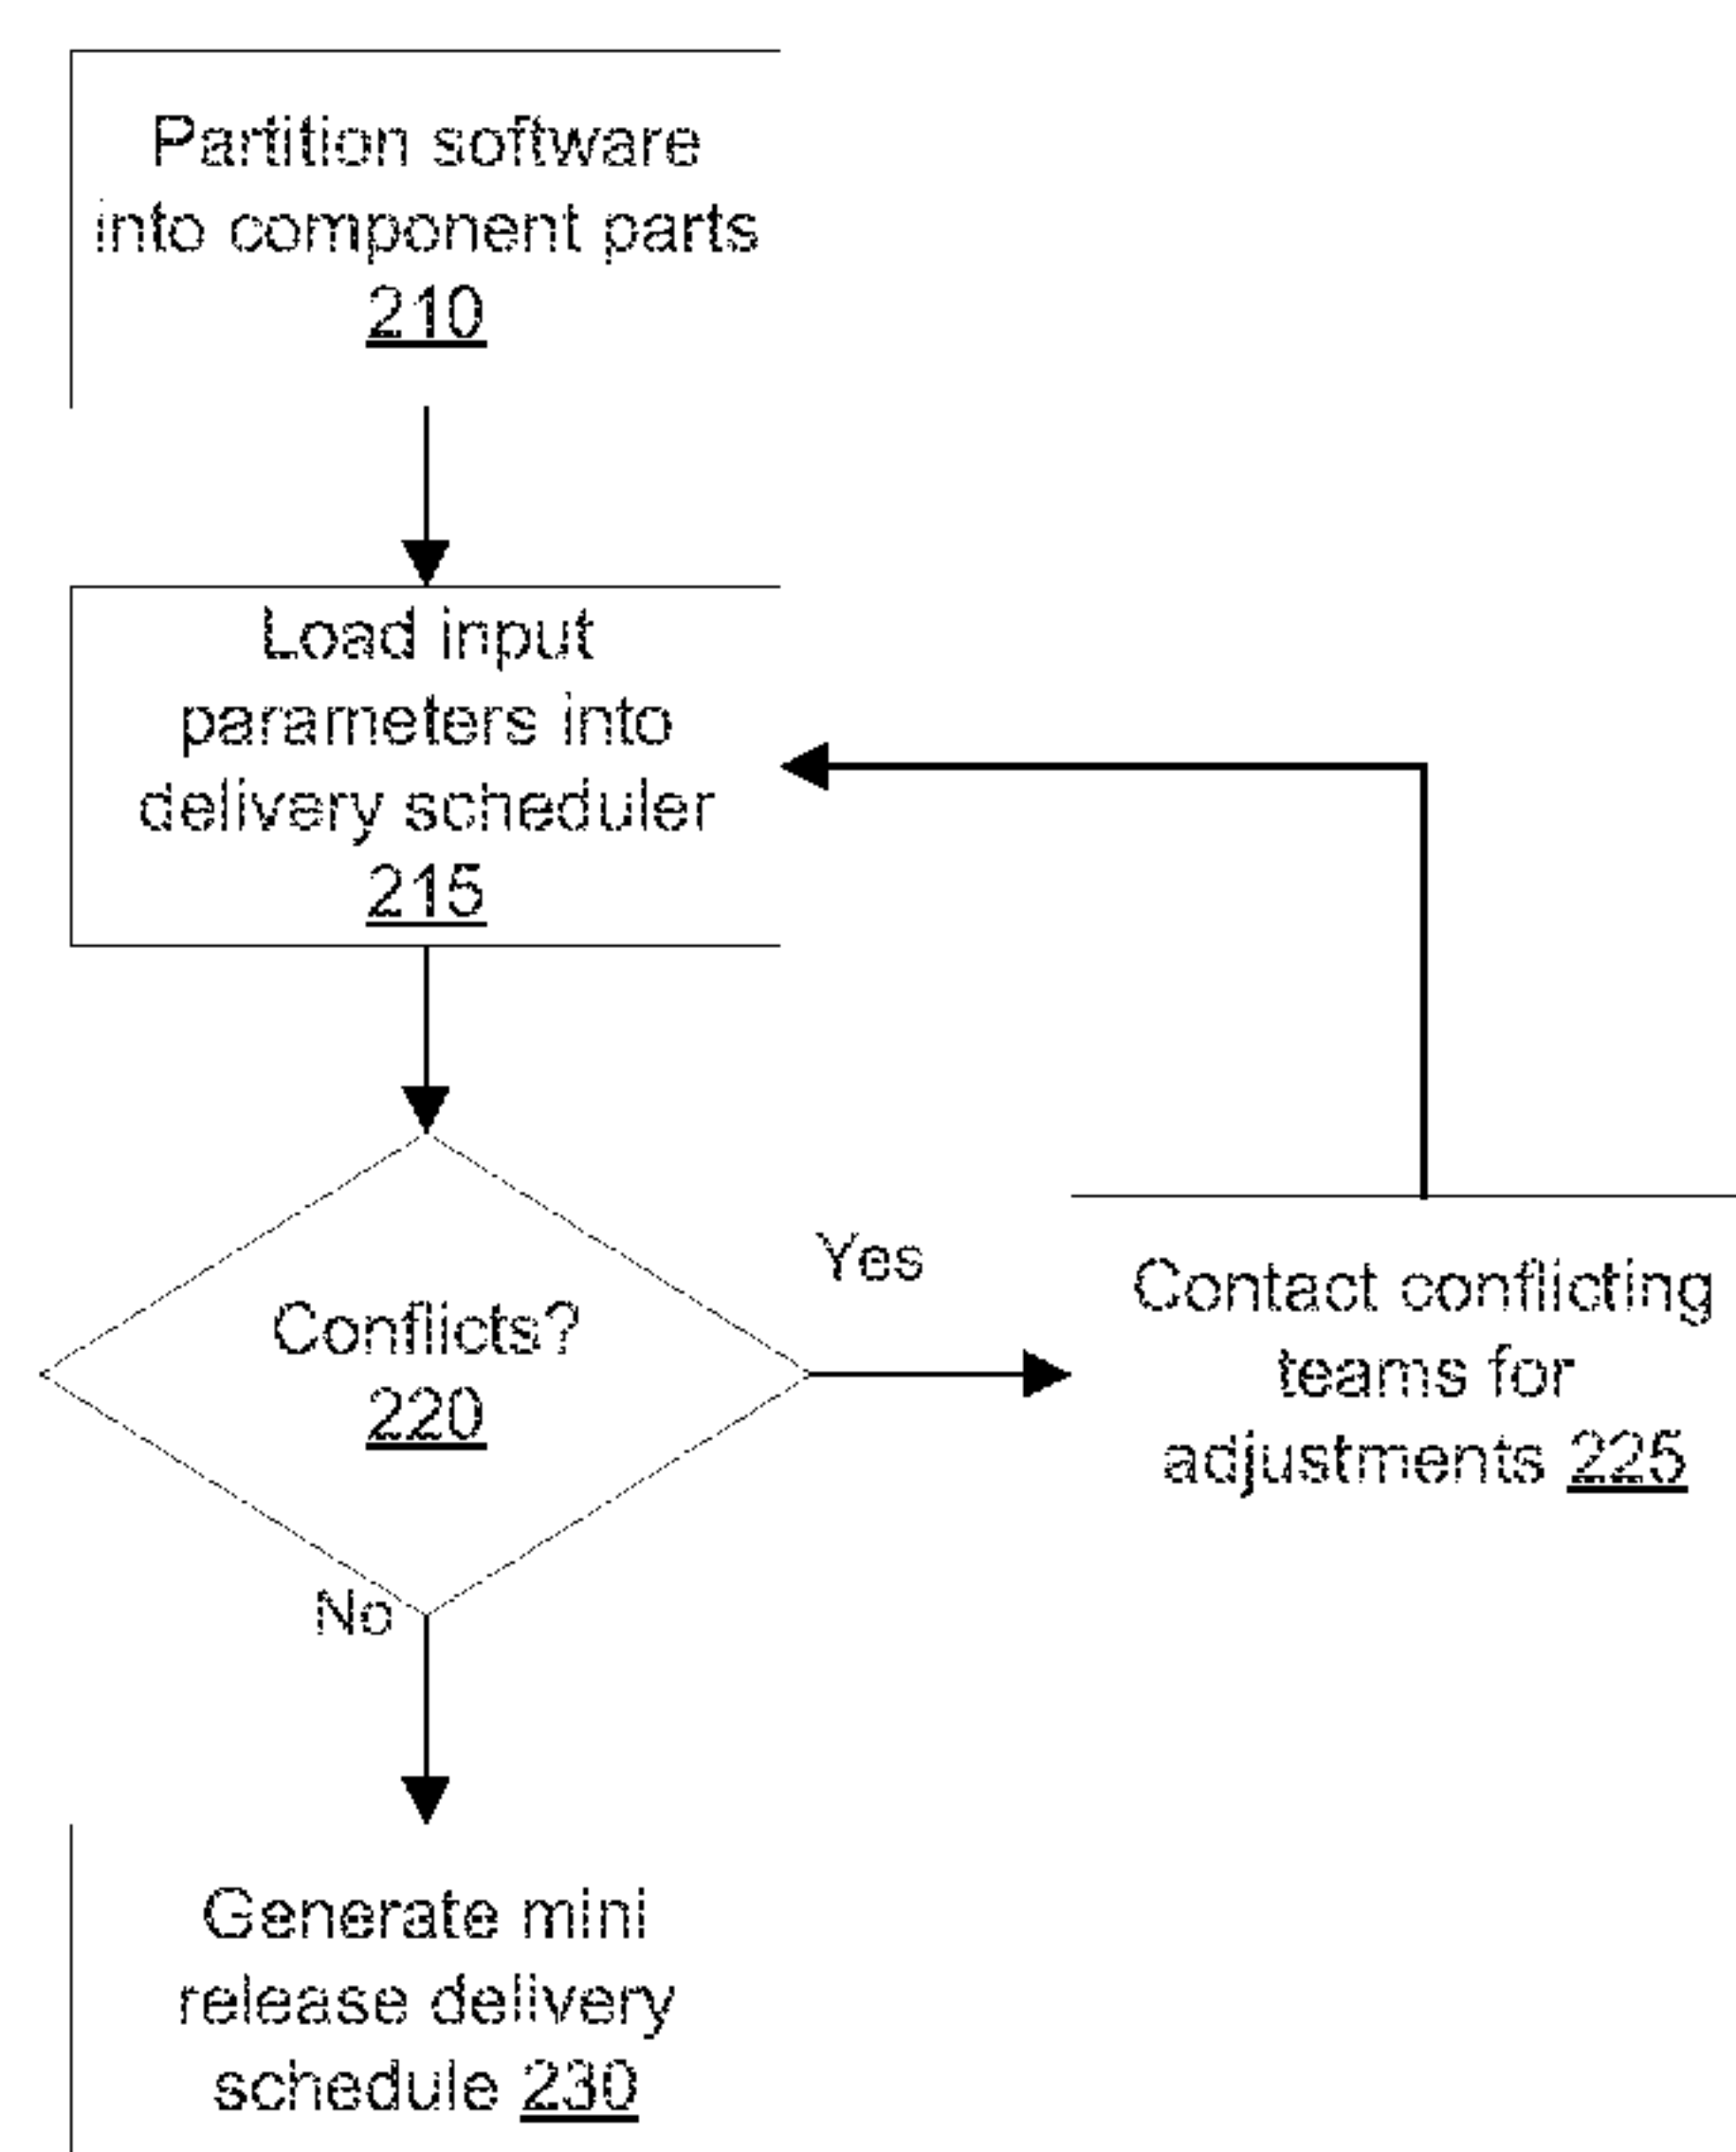 Partition software
into component parts
210
Load input
parameters into
delivery scheduler
215
Conflicts?
220
Yes
Contact conflicting
teams for
adjustments 225
No
Generate mini
release delivery
schedule 230